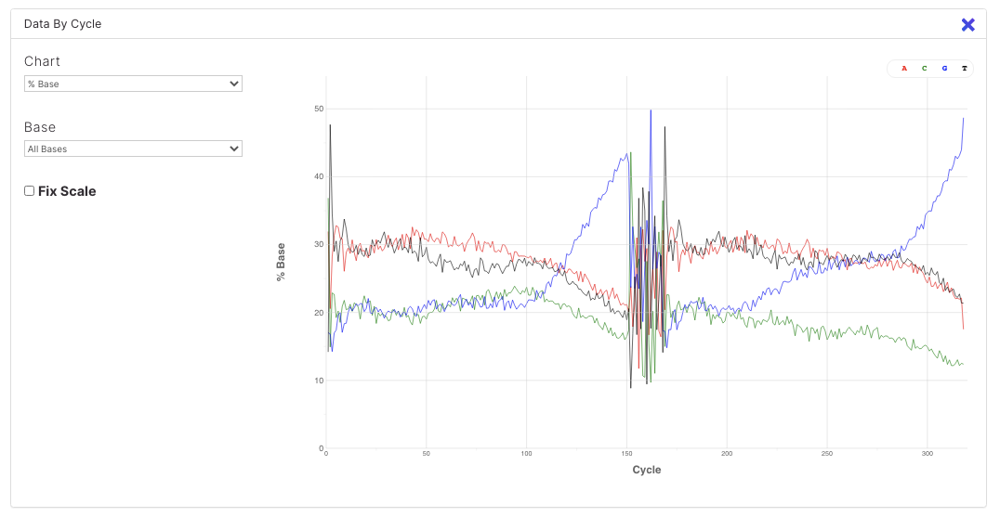 Data By Cycle
Chart
% Base
Base
All Bases
Fix Scale
A C G T
% Base
50
40
30
20
10
0
0 50 100 150 200 250 300
Cycle